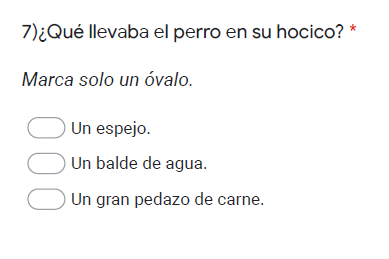 7)¿Qué llevaba el perro en su hocico? *
Marca solo un óvalo.
Un espejo.
Un balde de agua.
Un gran pedazo de carne.